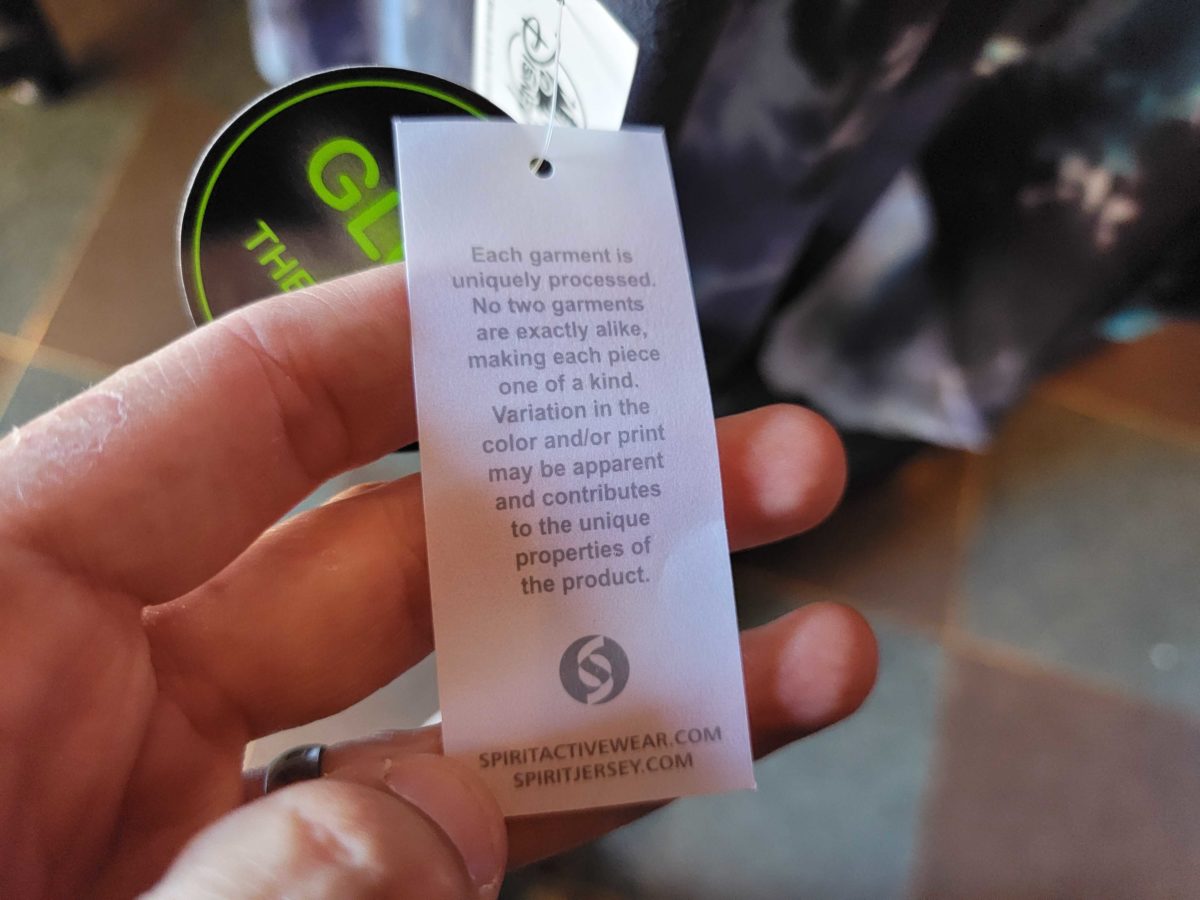 Each garment is
uniquely processed.
No two garments
are exactly alike,
making each piece
one of a kind.
Variation in the
color and/or print
may be apparent
and contributes
to the unique
properties of
the product.
SPIRITACTIVEWEAR.COM
SPIRITJERSEY.COM